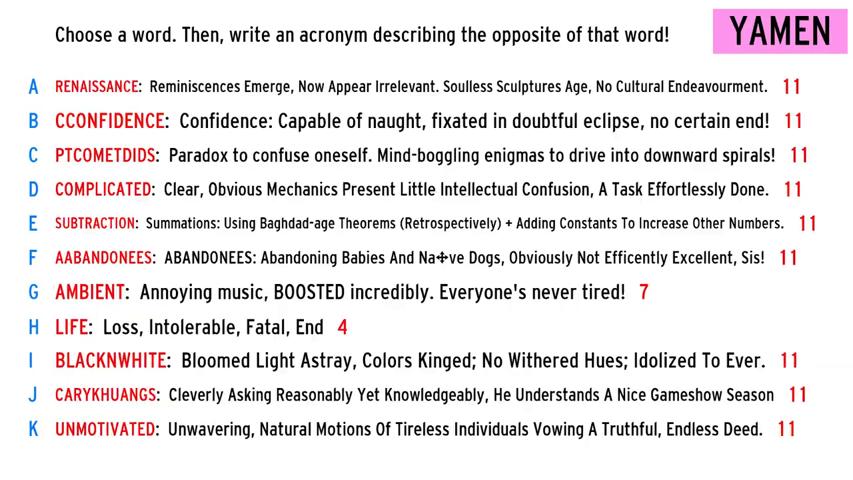 Choose a word. Then, write an acronym describing the opposite of that word!
YAMEN
A RENAISSANCE: Reminiscences Emerge, Now Appear Irrelevant. Soulless Sculptures Age, No Cultural Endeavourment. 11
B CCONFIDENCE: Confidence: Capable of naught, fixated in doubtful eclipse, no certain end! 11
C PTCOMETDIDS: Paradox to confuse oneself. Mind-boggling enigmas to drive into downward spirals! 11
D COMPLICATED: Clear, Obvious Mechanics Present Little Intellectual Confusion, A Task Effortlessly Done. 11
E SUBTRACTION: Summations: Using Baghdad-age Theorems (Retrospectively) + Adding Constants To Increase Other Numbers. 11
F AABANDONEES: ABANDONEES: Abandoning Babies And Na✢ve Dogs, Obviously Not Efficently Excellent, Sis! 11
G AMBIENT: Annoying music, BOOSTED incredibly. Everyone's never tired! 7
H LIFE: Loss, Intolerable, Fatal, End 4
I BLACKNWHITE: Bloomed Light Astray, Colors Kinged; No Withered Hues; Idolized To Ever. 11
J CARYKHUANGS: Cleverly Asking Reasonably Yet Knowledgeably, He Understands A Nice Gameshow Season 11
K UNMOTIVATED: Unwavering, Natural Motions Of Tireless Individuals Vowing A Truthful, Endless Deed. 11